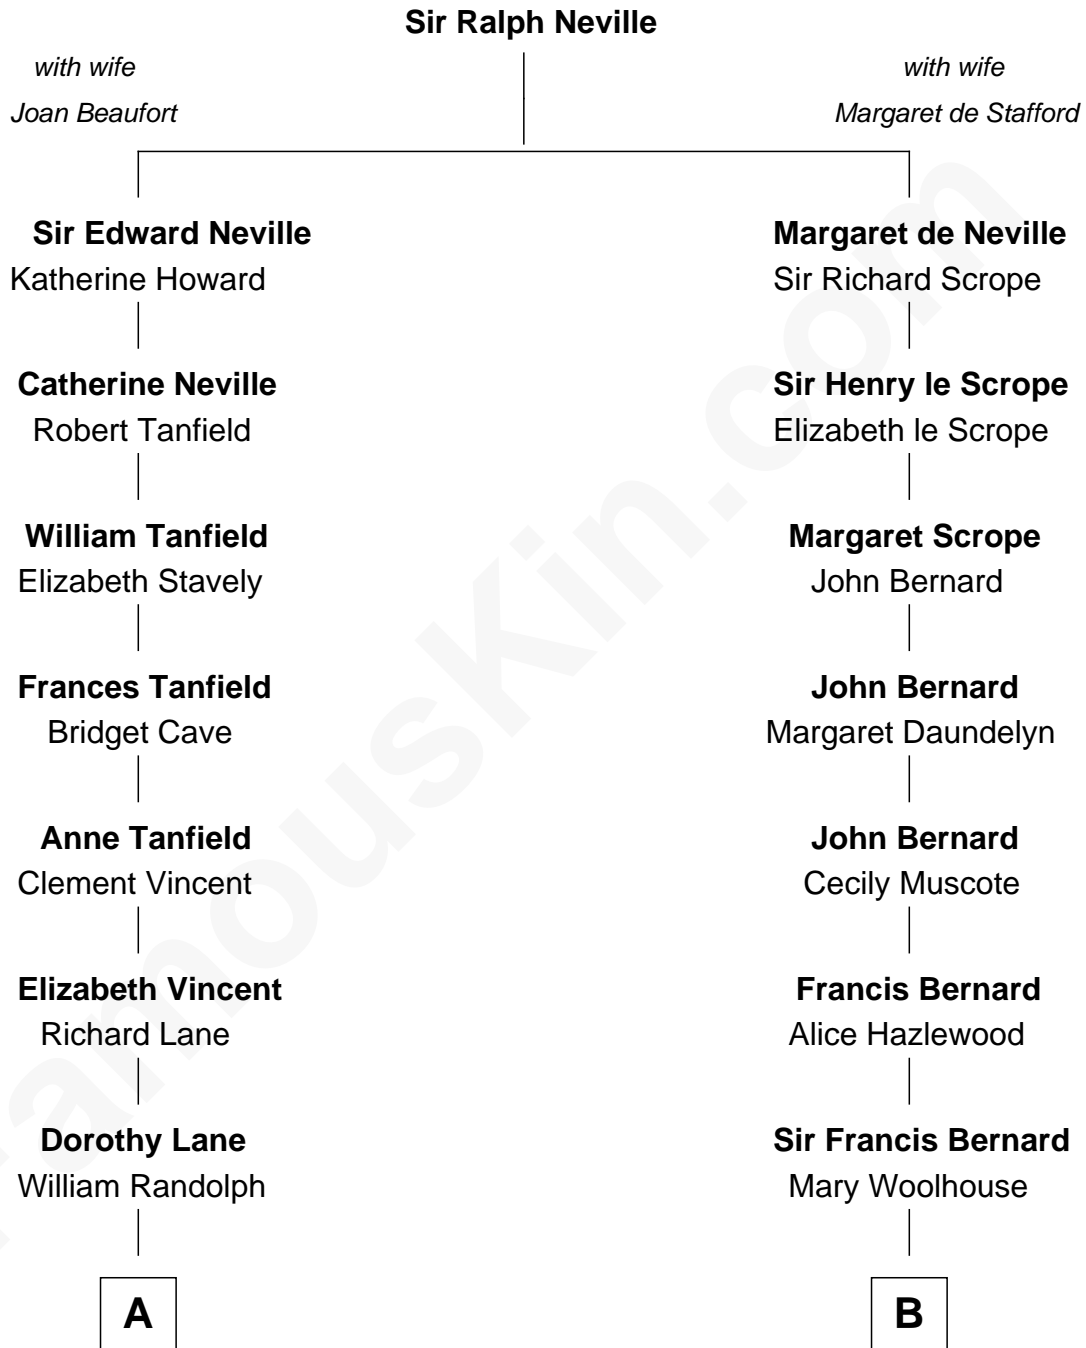 Sir Ralph Neville
with wife
Joan Beaufort
with wife
Margaret de Stafford
Sir Edward Neville
Katherine Howard
Margaret de Neville
Sir Richard Scrope
Catherine Neville
Robert Tanfield
Sir Henry le Scrope
Elizabeth le Scrope
William Tanfield
Elizabeth Stavely
Margaret Scrope
John Bernard
Frances Tanfield
Bridget Cave
John Bernard
Margaret Daundelyn
Anne Tanfield
Clement Vincent
John Bernard
Cecily Muscote
Elizabeth Vincent
Richard Lane
Francis Bernard
Alice Hazlewood
Dorothy Lane
William Randolph
Sir Francis Bernard
Mary Woolhouse
A
B
FamousKin.com